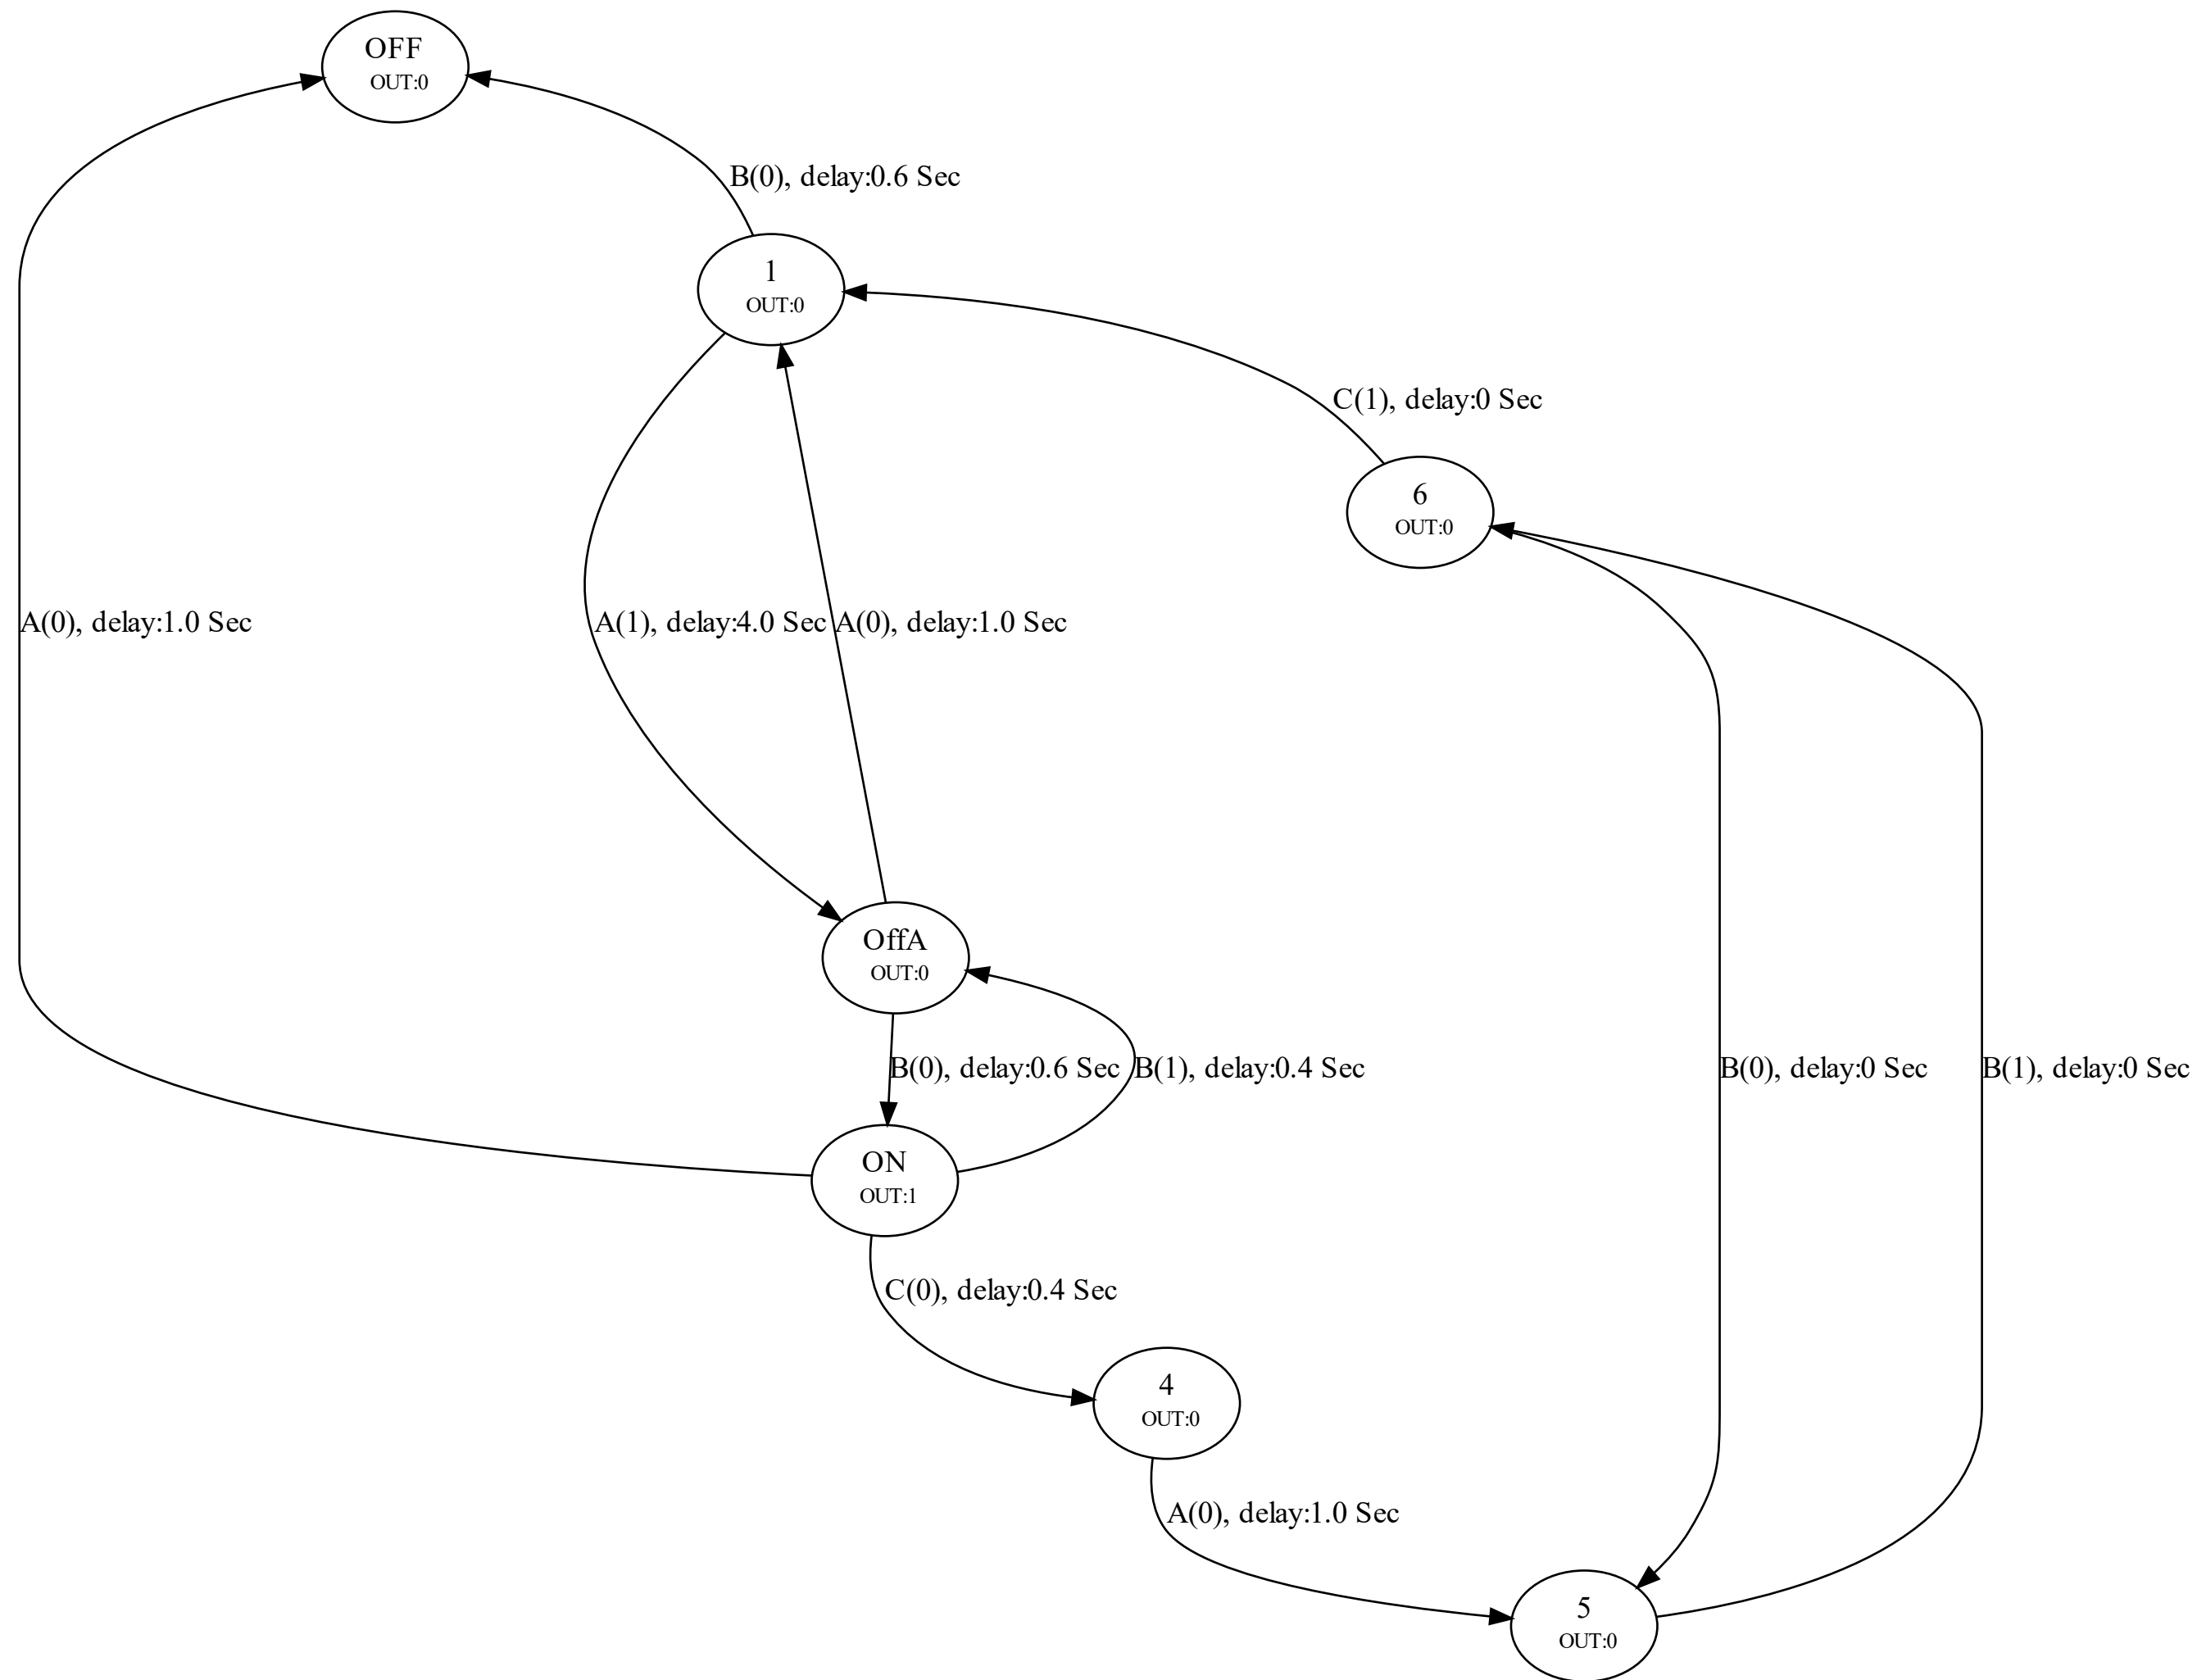 OFF
OUT:0
B(0), delay:0.6 Sec
1
OUT:0
C(1), delay:0 Sec
6
OUT:0
A(0), delay:1.0 Sec
A(1), delay:4.0 Sec
A(0), delay:1.0 Sec
OffA
OUT:0
B(0), delay:0.6 Sec
B(1), delay:0.4 Sec
B(0), delay:0 Sec
B(1), delay:0 Sec
ON
OUT:1
C(0), delay:0.4 Sec
4
OUT:0
A(0), delay:1.0 Sec
5
OUT:0